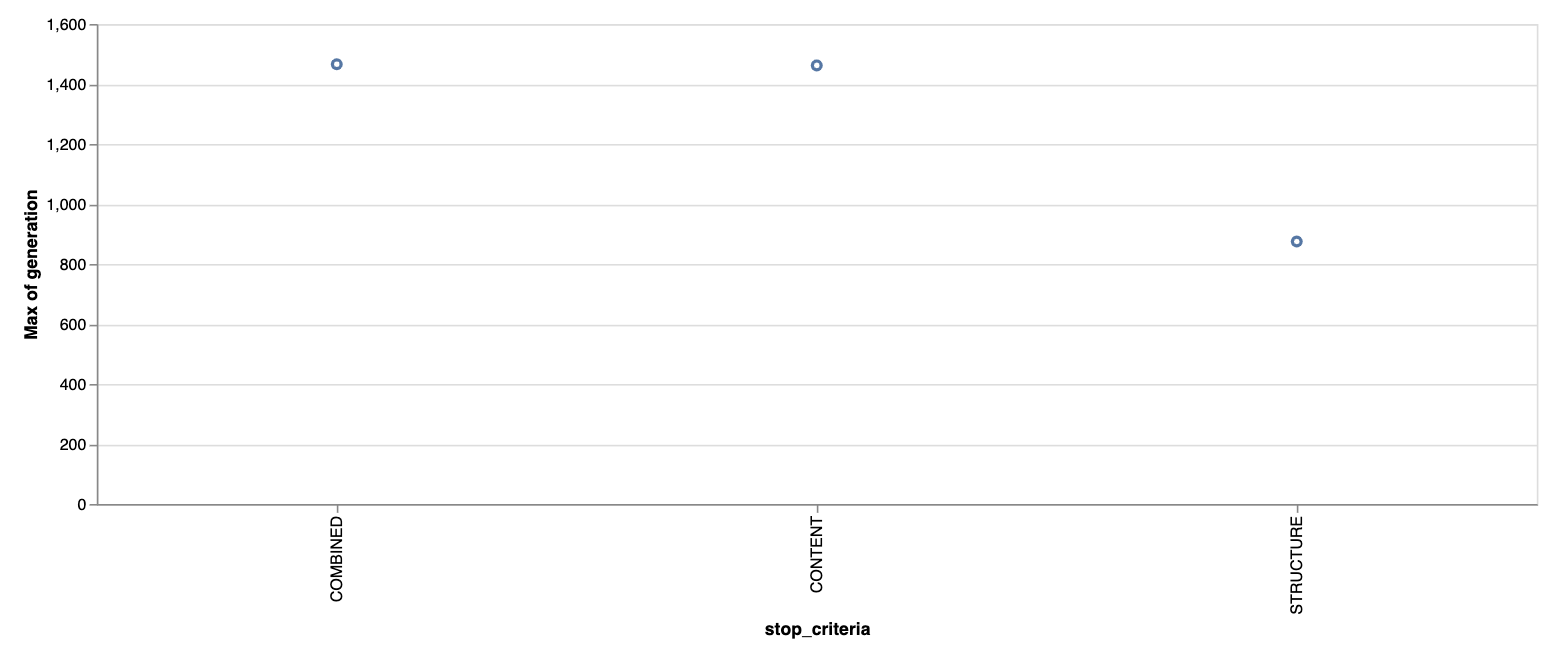 1,600
1,400
1,200
1,000
800
600
400
200
0
Max of generation
COMBINED
CONTENT
STRUCTURE
stop_criteria